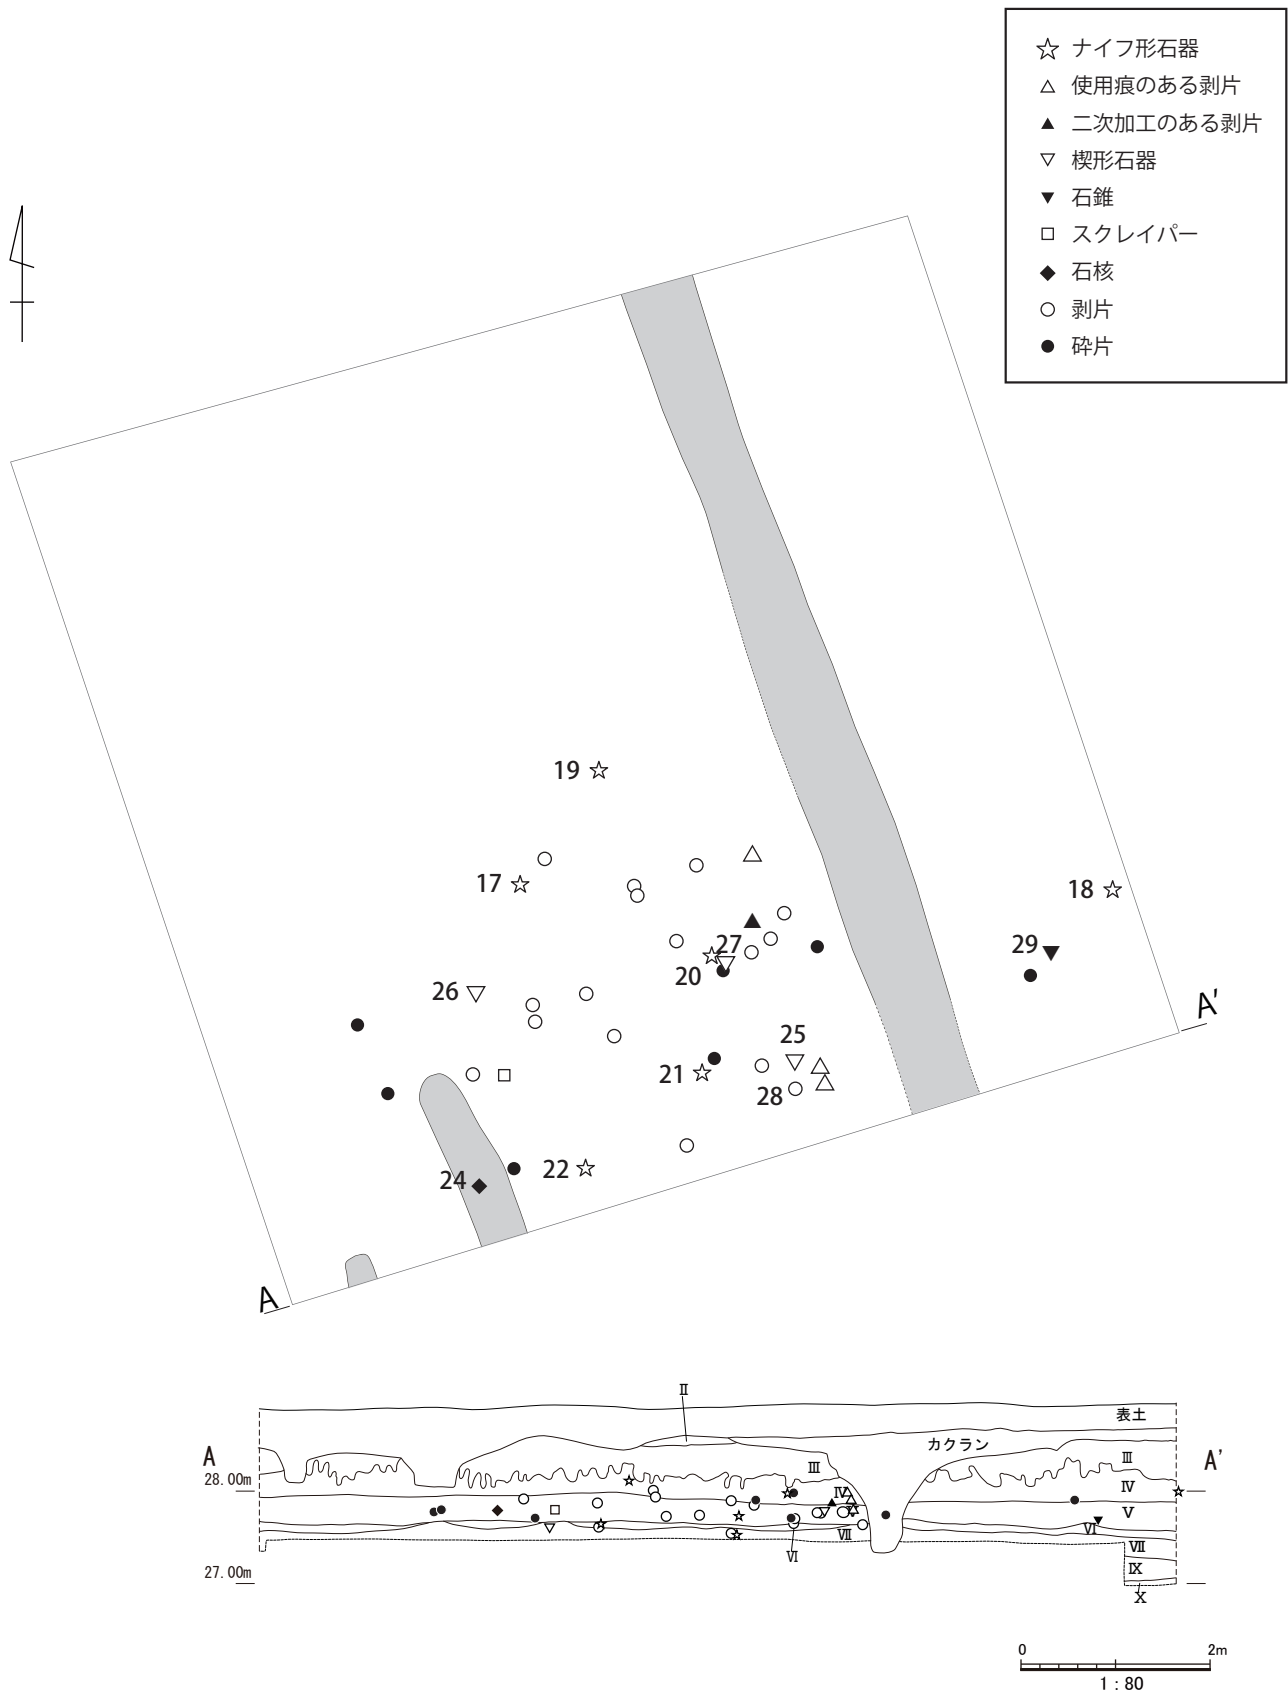 ナイフ形石器
使用痕のある剥片
二次加工のある剥片
楔形石器
石錐
スクレイパー
石核
剥片
砕片
19
17
18
27
29
20
26
25
21
28
22
24
A'
A
Ⅱ
表土
カクラン
A
A'
Ⅲ
Ⅲ
28.00m
Ⅳ
Ⅳ
Ⅴ
Ⅵ
Ⅶ
Ⅶ
Ⅵ
Ⅸ
27.00m
Ⅹ
0 2m
1 : 80